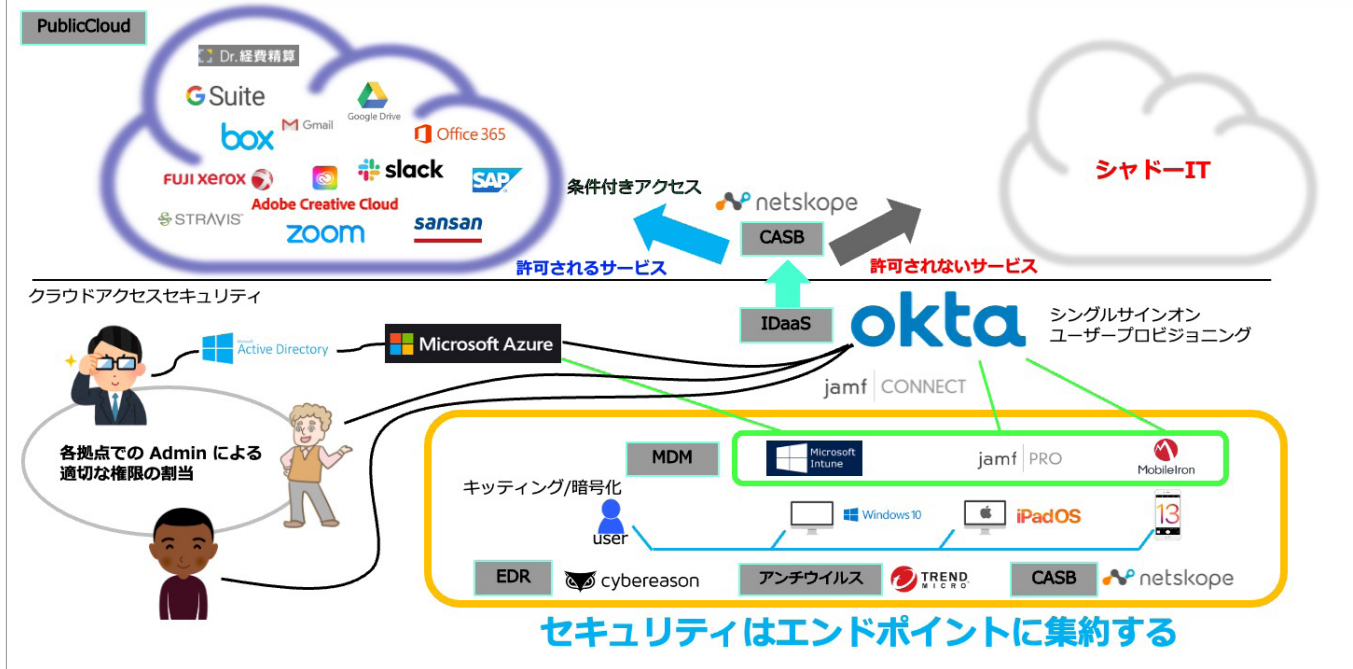 PublicCloud
Dr.経費精算
G Suite
Google Drive
box
Gmail
Office 365
FUJI XEROX
slack
SAP
Adobe Creative Cloud
STRAVIS
zoom
sansan
条件付きアクセス
netskope
CASB
シャドーIT
許可されるサービス
許可されないサービス
クラウドアクセスセキュリティ
IDaaS
okta
シングルサインオン
ユーザープロビジョニング
Microsoft
Active Directory
Microsoft Azure
jamf CONNECT
各拠点での Admin による
適切な権限の割当
MDM
Microsoft
Intune
jamf PRO
MobileIron
キッティング/暗号化
user
Windows 10
iPadOS
13
EDR
cybereason
アンチウイルス
TREND
MICRO
CASB
netskope
セキュリティはエンドポイントに集約する